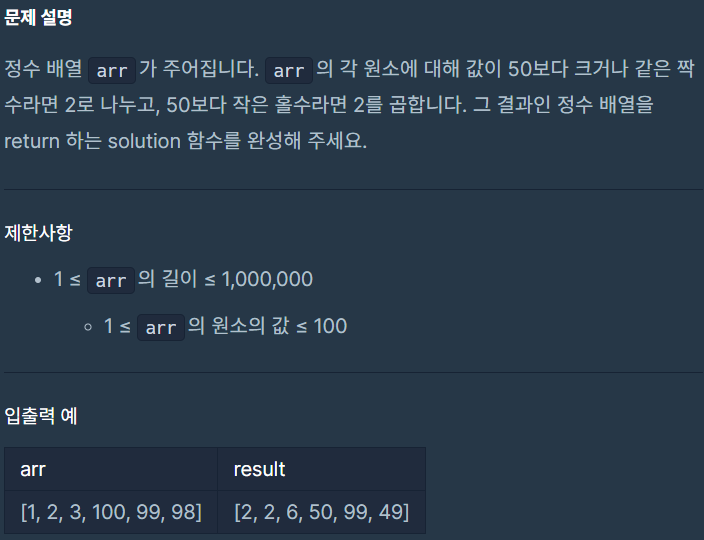 문제 설명
정수 배열 arr 가 주어집니다. arr 의 각 원소에 대해 값이 50보다 크거나 같은 짝
수라면 2로 나누고, 50보다 작은 홀수라면 2를 곱합니다. 그 결과인 정수 배열을
return 하는 solution 함수를 완성해 주세요.
제한사항
• 1 ≤ arr 의 길이 ≤ 1,000,000
◦ 1 ≤ arr 의 원소의 값 ≤ 100
입출력 예
arr result
[1, 2, 3, 100, 99, 98] [2, 2, 6, 50, 99, 49]